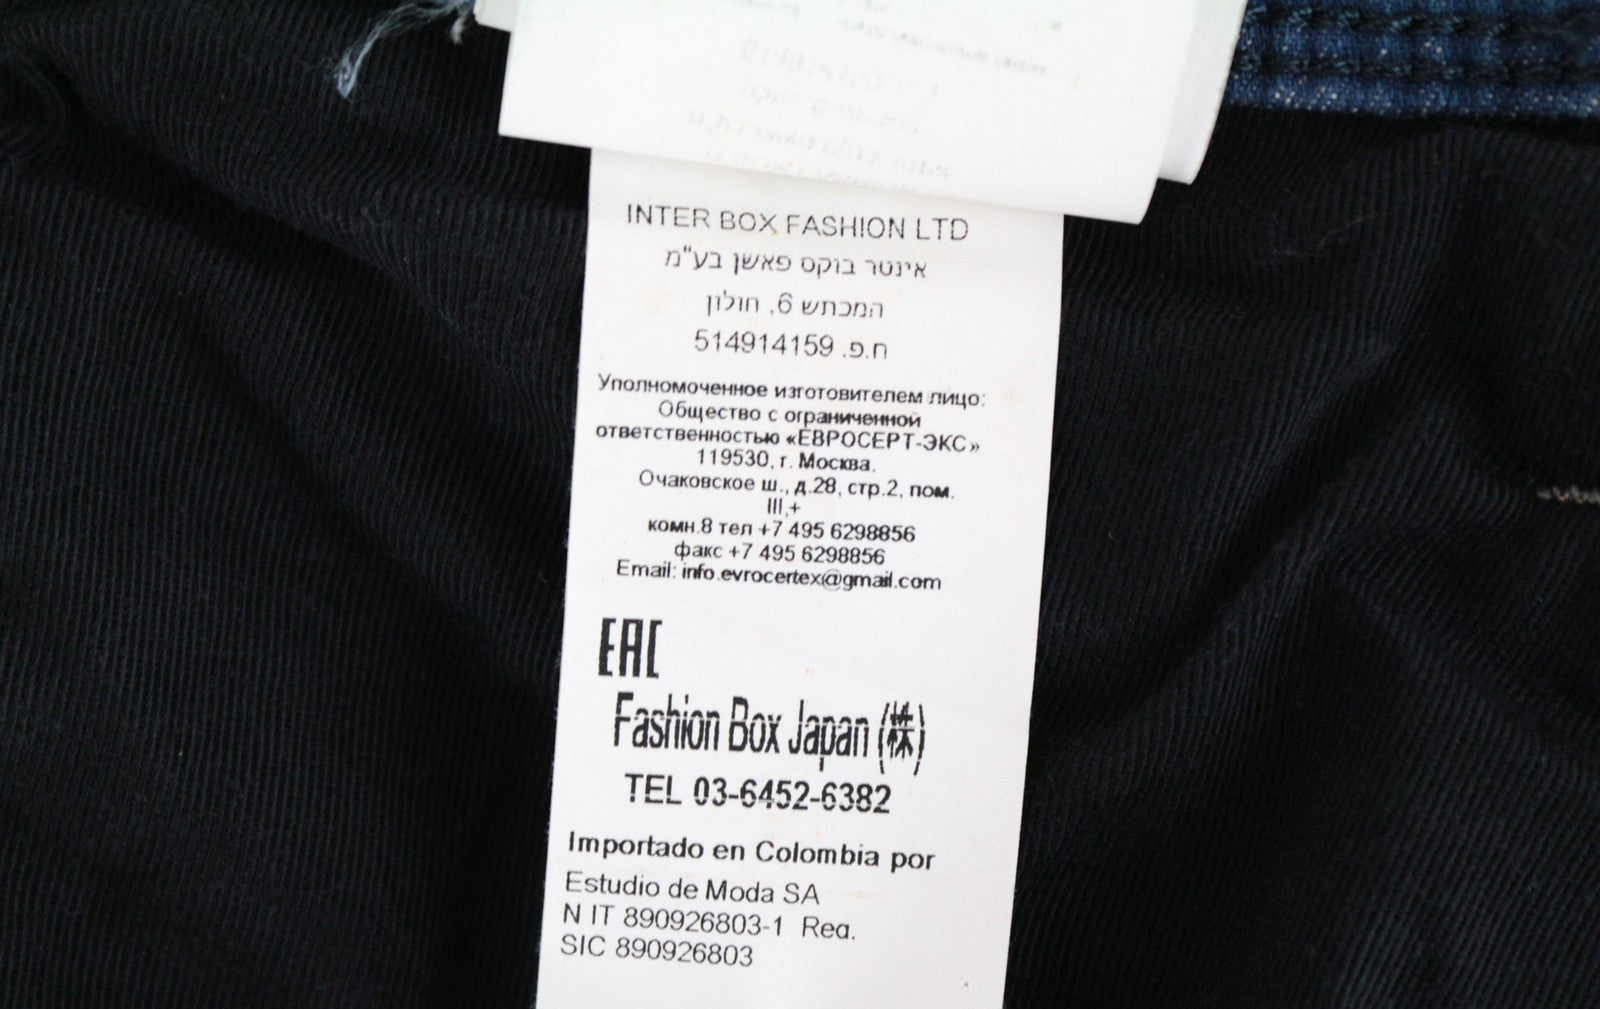 INTER BOX FASHION LTD
אינטר בוקס פאשן בע"מ
המכתש 6, חולון
ח.פ. 514914159
Уполномоченное изготовителем лицо:
Общество с ограниченной
ответственностью «ЕВРОСЕРТ-ЭКС»
119530, г. Москва.
Очаковское ш., д.28, стр.2, пом.
III,+
комн.8 тел +7 495 6298856
факс +7 495 6298856
Email: info.evrocertex@gmail.com
EAC
Fashion Box Japan (株)
TEL 03-6452-6382
Importado en Colombia por
Estudio de Moda SA
N IT 890926803-1 Reg.
SIC 890926803